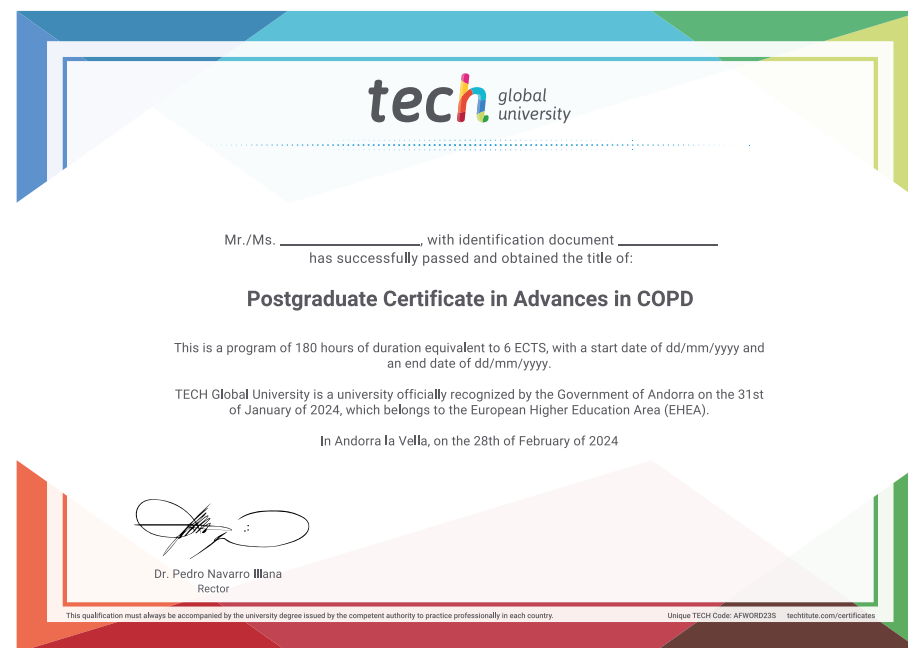 tech global
university
Mr./Ms. ____________, with identification document ____________
has successfully passed and obtained the title of:
Postgraduate Certificate in Advances in COPD
This is a program of 180 hours of duration equivalent to 6 ECTS, with a start date of dd/mm/yyyy and
an end date of dd/mm/yyyy.
TECH Global University is a university officially recognized by the Government of Andorra on the 31st
of January of 2024, which belongs to the European Higher Education Area (EHEA).
In Andorra la Vella, on the 28th of February of 2024
Dr. Pedro Navarro Illana
Rector
This qualification must always be accompanied by the university degree issued by the competent authority to practice professionally in each country.
Unique TECH Code: AFWORD23S techtitute.com/certificates